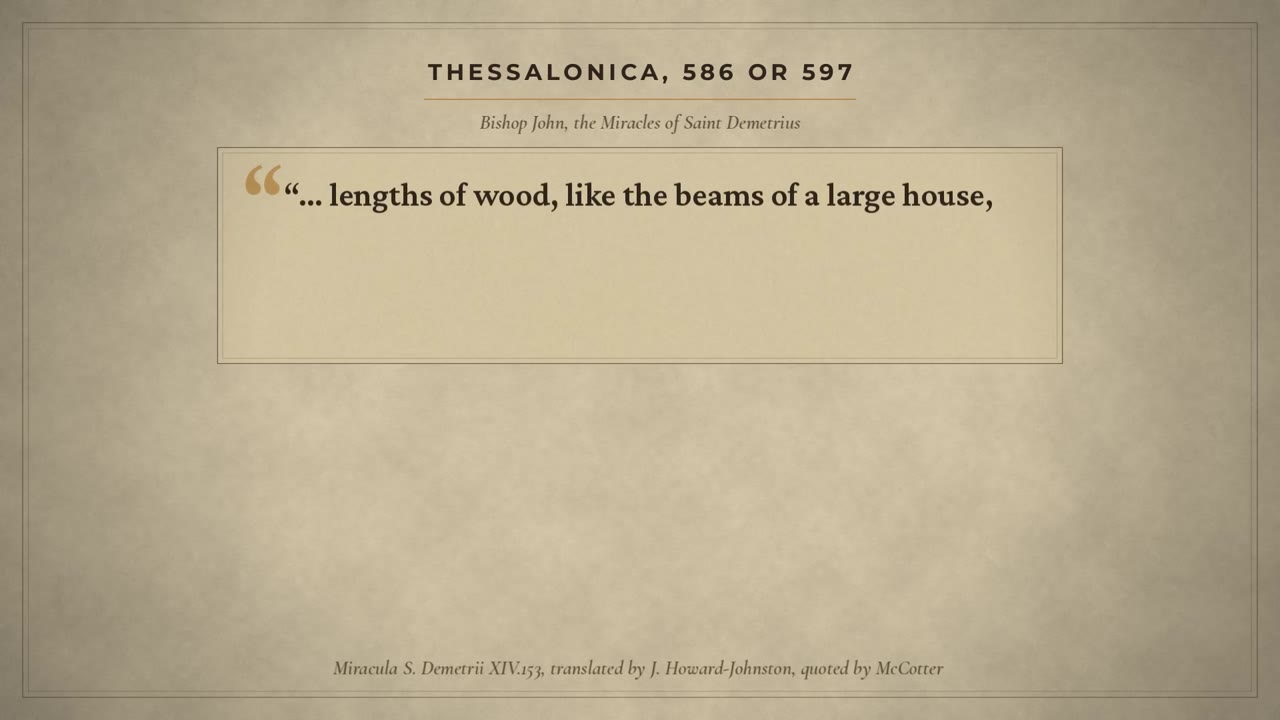 THESSALONICA, 586 OR 597
Bishop John, the Miracles of Saint Demetrius
“ “... lengths of wood, like the beams of a large house,
Miracula S. Demetrii XIV.153, translated by J. Howard-Johnston, quoted by McCotter